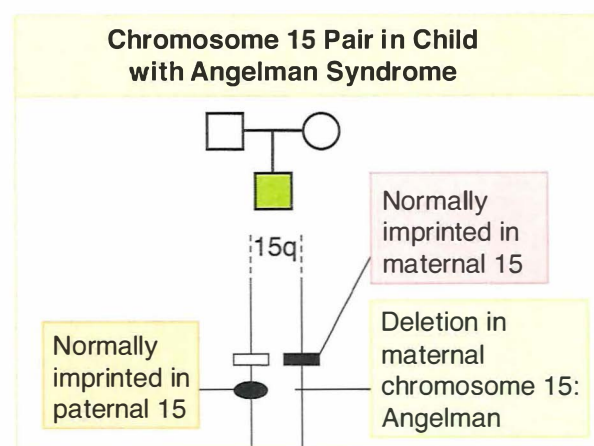 Chromosome 15 Pair in Child
with Angelman Syndrome
15q
Normally
imprinted in
maternal 15
Normally
imprinted in
paternal 15
Deletion in
maternal
chromosome 15:
Angelman